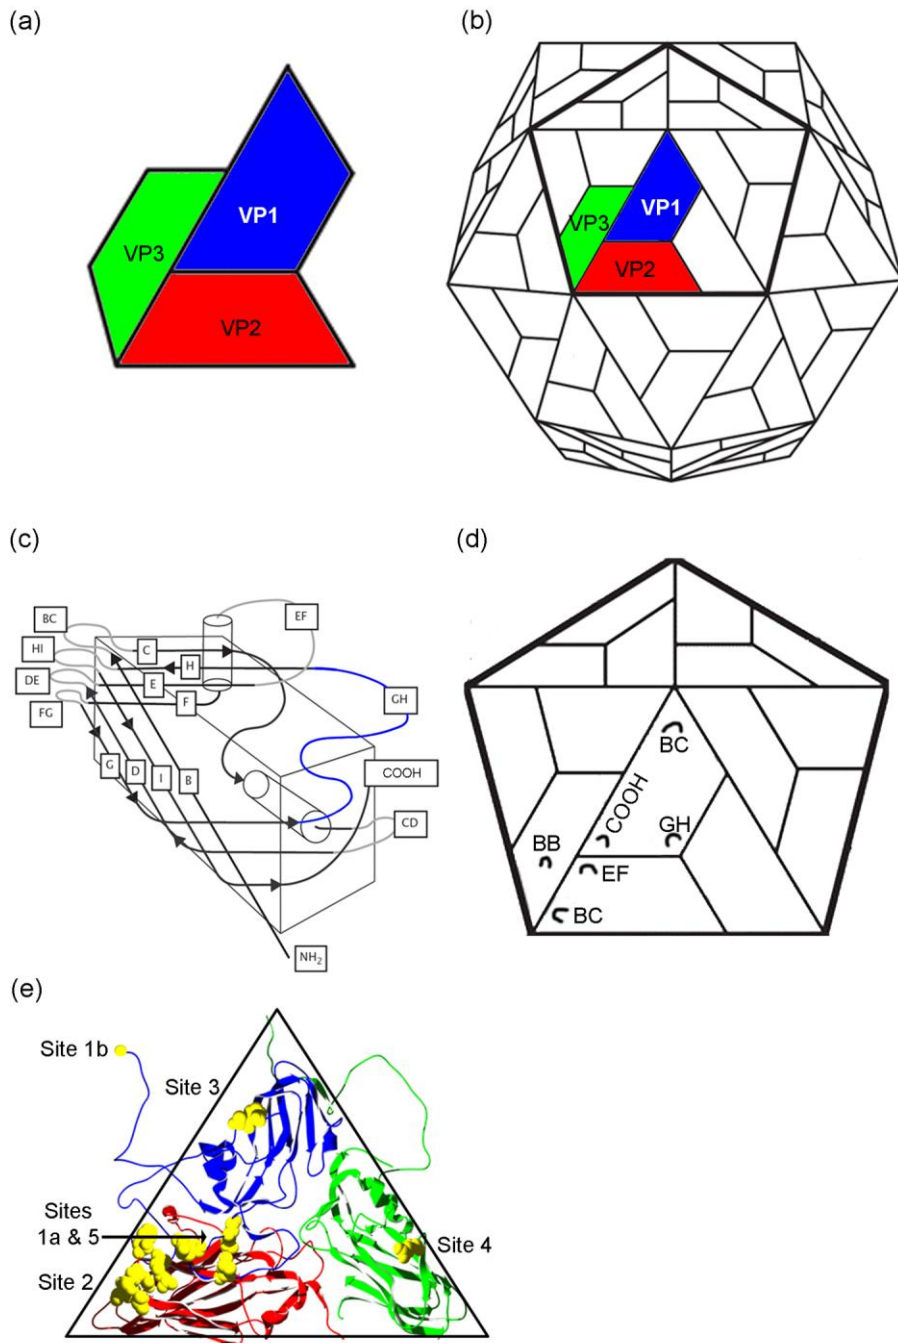 (a)
VP1
VP3
VP2
(b)
VP3
VP1
VP2
(c)
BC
HI
DE
FG
C
H
E
F
EF
GH
G
D
I
B
COOH
CD
NH2
(d)
BC
COOH
GH
BB
EF
BC
(e)
Site 1b
Site 3
Sites
1a & 5
Site 2
Site 4